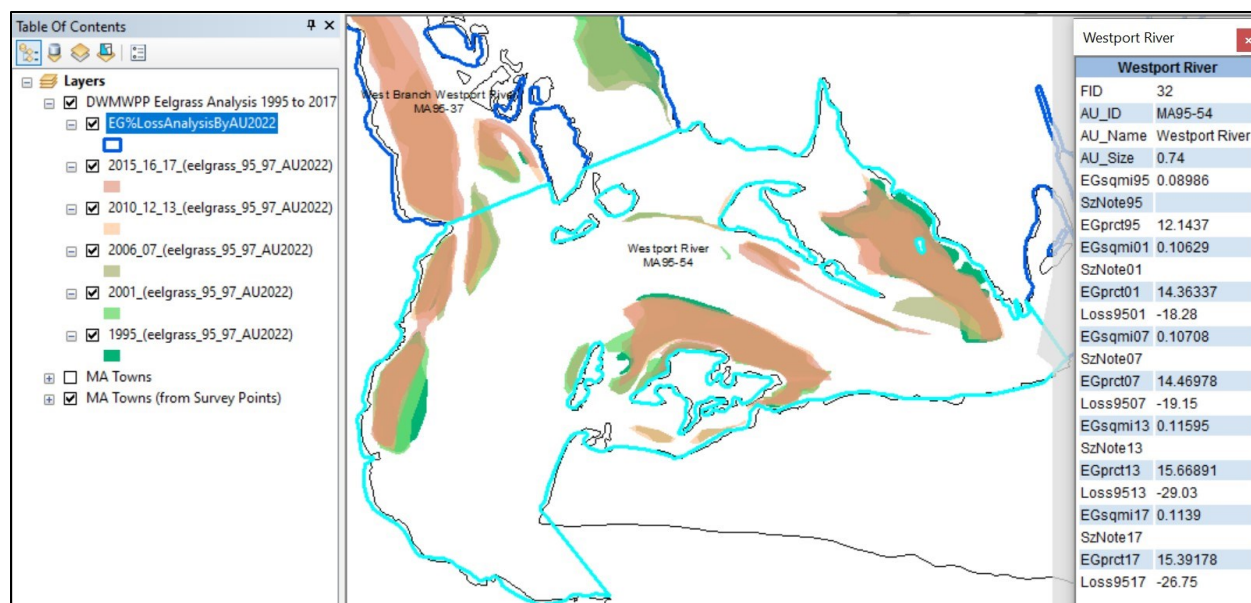 Table Of Contents
Layers
DWMWPP Eelgrass Analysis 1995 to 2017
EG%LossAnalysisByAU2022
2015_16_17_(eelgrass_95_97_AU2022)
2010_12_13_(eelgrass_95_97_AU2022)
2006_07_(eelgrass_95_97_AU2022)
2001_(eelgrass_95_97_AU2022)
1995_(eelgrass_95_97_AU2022)
MA Towns
MA Towns (from Survey Points)
West Branch Westport River
MA95-37
Westport River
MA95-54
Westport River
Westport River
FID 32
AU_ID MA95-54
AU_Name Westport River
AU_Size 0.74
EGsqmi95 0.08986
SzNote95
EGprct95 12.1437
EGsqmi01 0.10629
SzNote01
EGprct01 14.36337
Loss9501 -18.28
EGsqmi07 0.10708
SzNote07
EGprct07 14.46978
Loss9507 -19.15
EGsqmi13 0.11595
SzNote13
EGprct13 15.66891
Loss9513 -29.03
EGsqmi17 0.1139
SzNote17
EGprct17 15.39178
Loss9517 -26.75